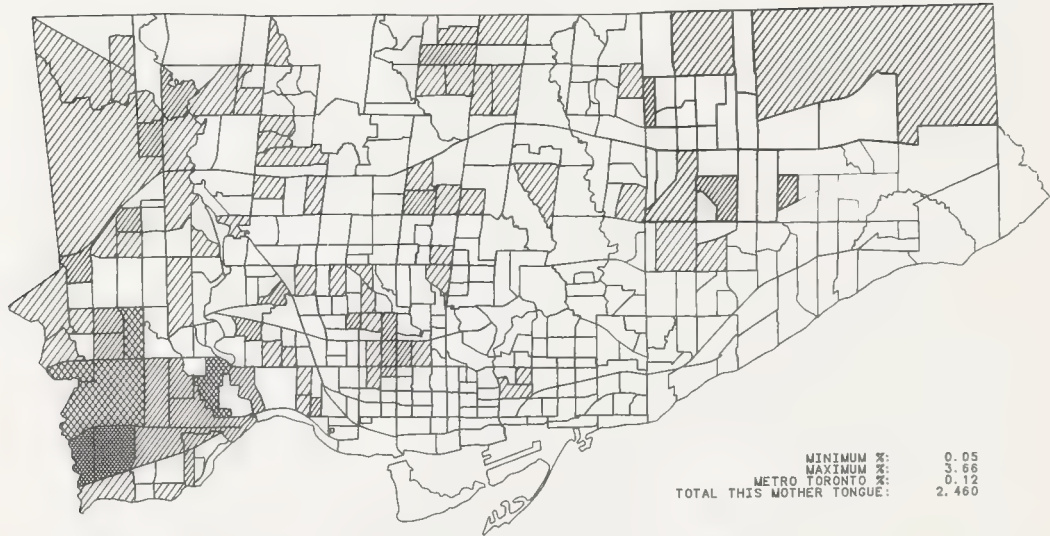 MINIMUM %: 0.05
MAXIMUM %: 3.66
METRO TORONTO %: 0.12
TOTAL THIS MOTHER TONGUE: 2.460